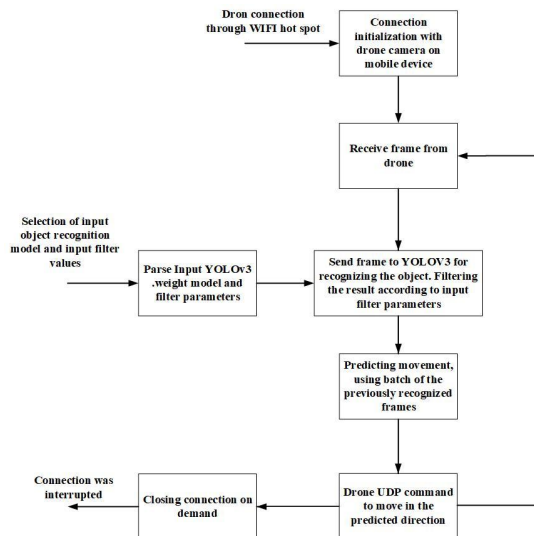 Dron connection
through WIFI hot spot
Connection
initialization with
drone camera on
mobile device
Receive frame from
drone
Selection of input
object recognition
model and input filter
values
Parse Input YOLOv3
.weight model and
filter parameters
Send frame to YOLOV3 for
recognizing the object. Filtering
the result according to input
filter parameters
Predicting movement,
using batch of the
previously recognized
frames
Connection was
interrupted
Closing connection on
demand
Drone UDP command
to move in the
predicted direction